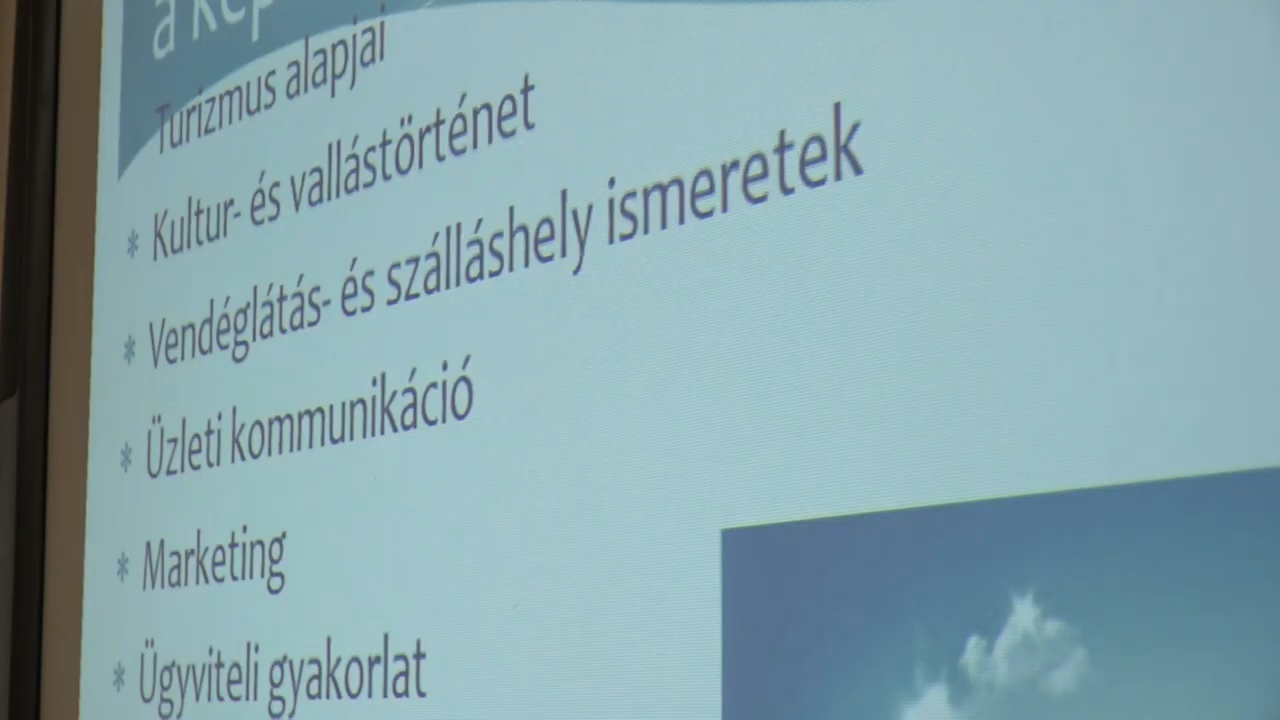 a
Turizmus alapjai
* Kultur- és vallástörténet
* Vendéglátás- és szálláshely ismeretek
* Üzleti kommunikáció
* Marketing
* Ügyviteli gyakorlat